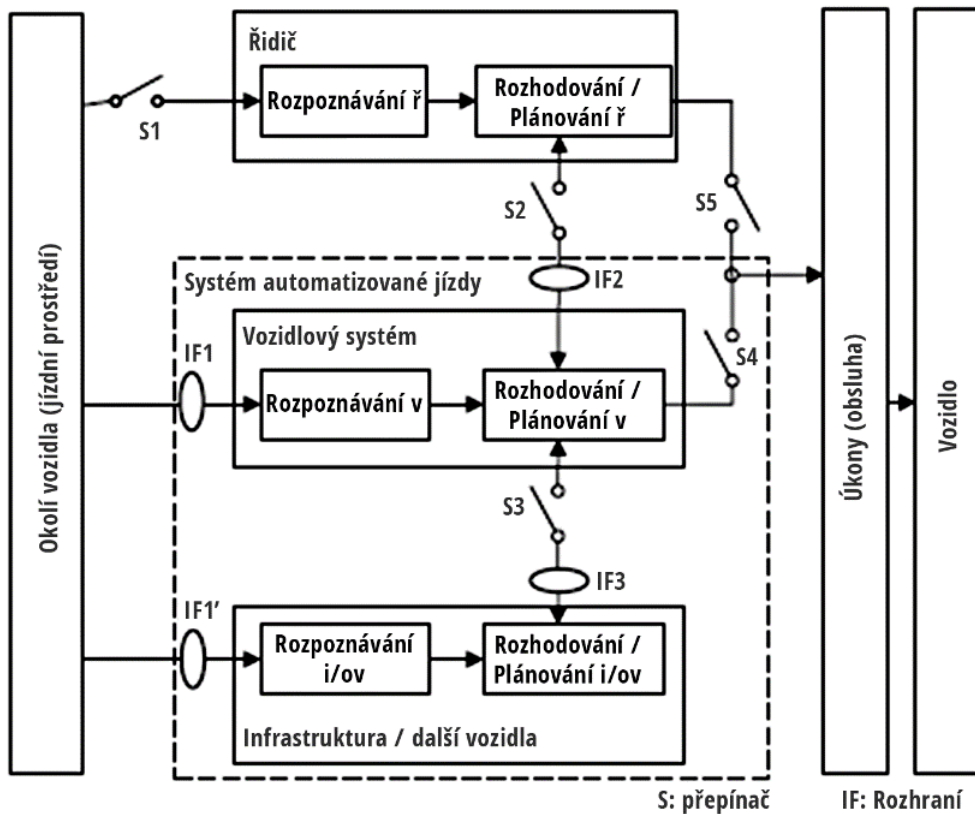 Řidič
Rozpoznávání ř
Rozhodování /
Plánování ř
S1
S2
S5
Systém automatizované jízdy
IF2
IF1
Vozidlový systém
S4
Rozpoznávání v
Rozhodování /
Plánování v
S3
IF3
IF1’
Rozpoznávání
i/ov
Rozhodování /
Plánování i/ov
Infrastruktura / další vozidla
Okolí vozidla (jízdní prostředí)
Úkony (obsluha)
Vozidlo
S: přepínač
IF: Rozhraní